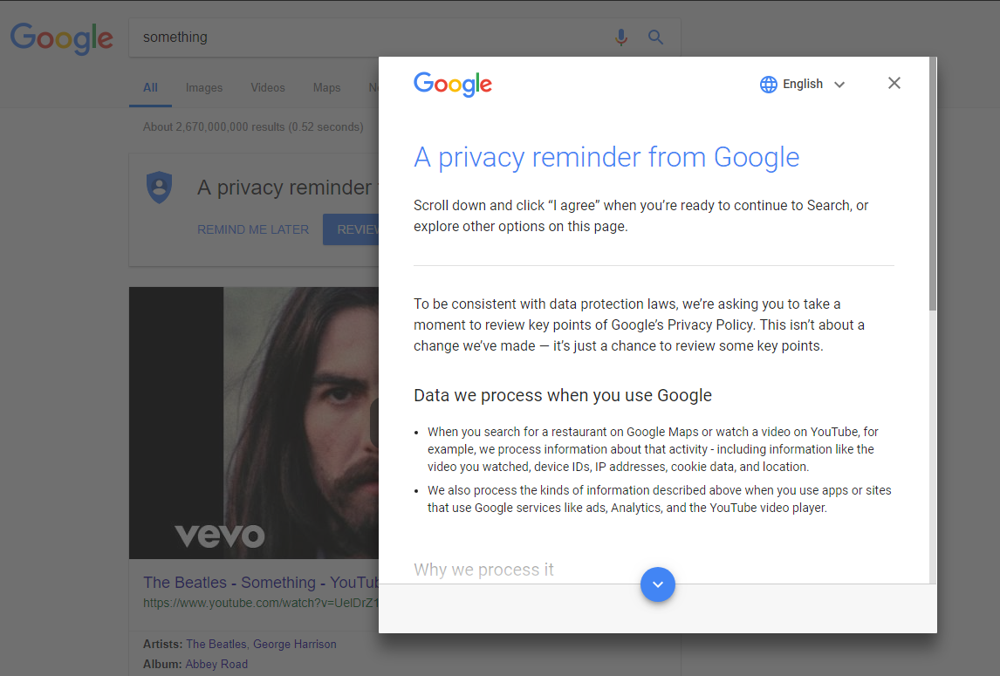 Google
something
All Images Videos Maps
About 2,670,000,000 results (0.52 seconds)
A privacy reminder
REMIND ME LATER
vevo
The Beatles - Something -
https://www.youtube.com/watch?v=UelDrZ1
Artists: The Beatles, George Harrison
Album: Abbey Road
Google
English
A privacy reminder from Google
Scroll down and click “I agree” when you’re ready to continue to Search, or
explore other options on this page.
To be consistent with data protection laws, we’re asking you to take a
moment to review key points of Google’s Privacy Policy. This isn’t about a
change we’ve made — it’s just a chance to review some key points.
Data we process when you use Google
• When you search for a restaurant on Google Maps or watch a video on YouTube, for
example, we process information about that activity - including information like the
video you watched, device IDs, IP addresses, cookie data, and location.
• We also process the kinds of information described above when you use apps or sites
that use Google services like ads, Analytics, and the YouTube video player.
Why we process it